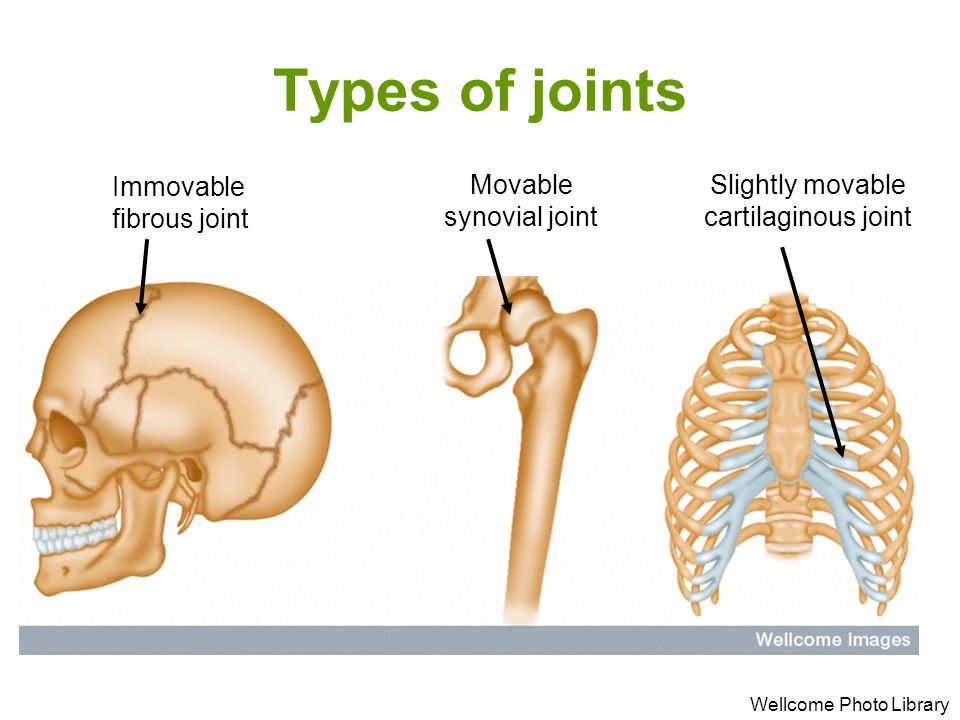 Types of joints
Immovable
fibrous joint
Movable
synovial joint
Slightly movable
cartilaginous joint
Wellcome Images
Wellcome Photo Library